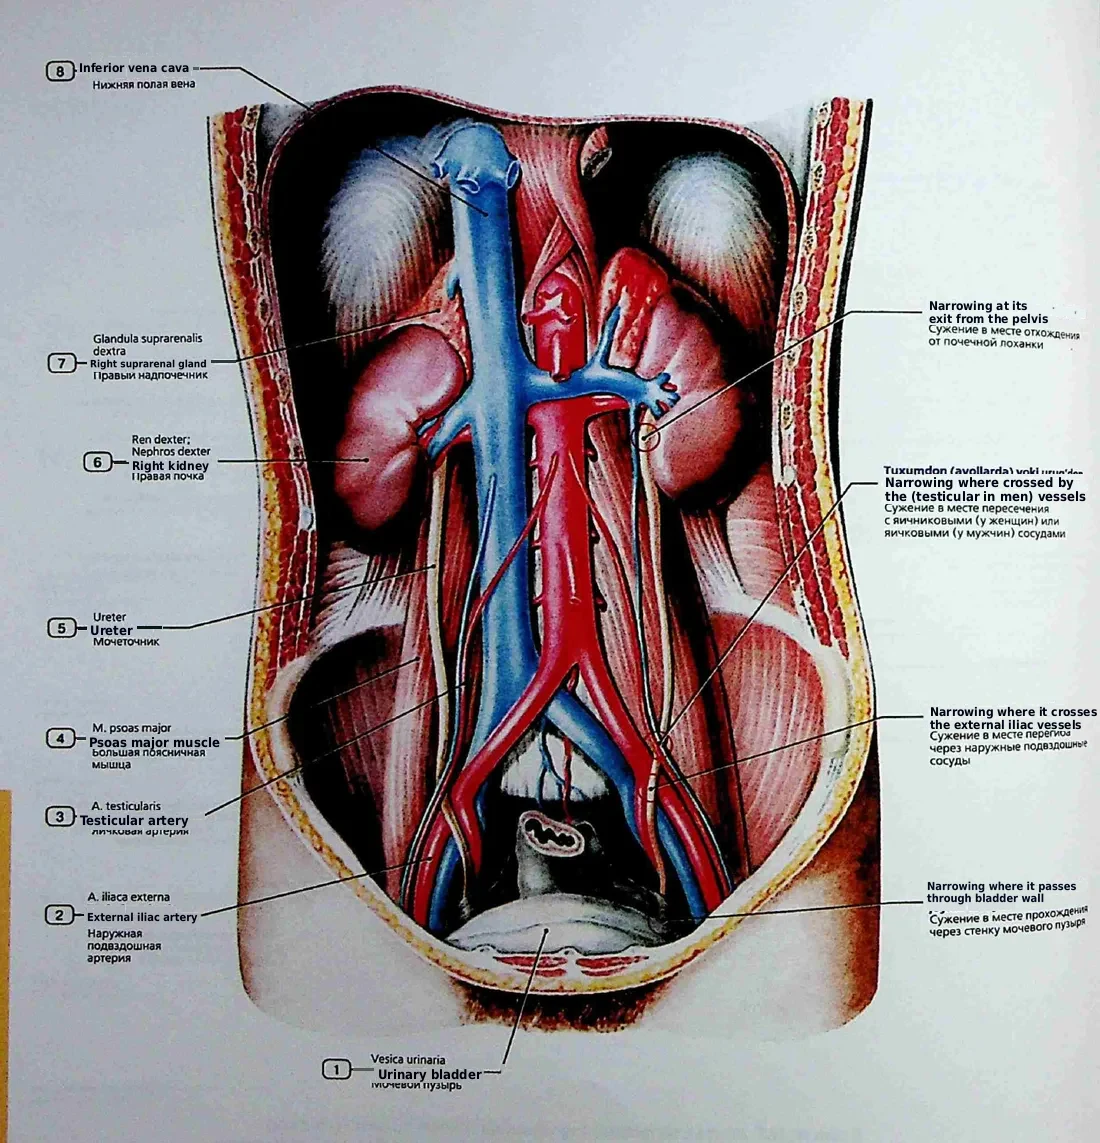 8 Inferior vena cava
Нижняя полая вена
Glandula suprarenalis
dextra
7 Right suprarenal gland
Правый надпочечник
Ren dexter;
Nephros dexter
6 Right kidney
Правая почка
Ureter
5 Ureter
Мочеточник
M. psoas major
4 Psoas major muscle
Большая поясничная
мышца
A. testicularis
3 Testicular artery
Яичковая артерия
A. iliaca externa
2 External iliac artery
Наружная
подвздошная
артерия
Vesica urinaria
1 Urinary bladder
Мочевой пузырь
Narrowing at its
exit from the pelvis
Сужение в месте отхождения
от почечной лоханки
Tuxumdon (ayollarda) yoki
Narrowing where crossed by
the (testicular in men) vessels
Сужение в месте пересечения
с яичниковыми (у женщин) или
яичковыми (у мужчин) сосудами
Narrowing where it crosses
the external iliac vessels
Сужение в месте перегиба
через наружные подвздошные
сосуды
Narrowing where it passes
through bladder wall
Сужение в месте прохождения
через стенку мочевого пузыря